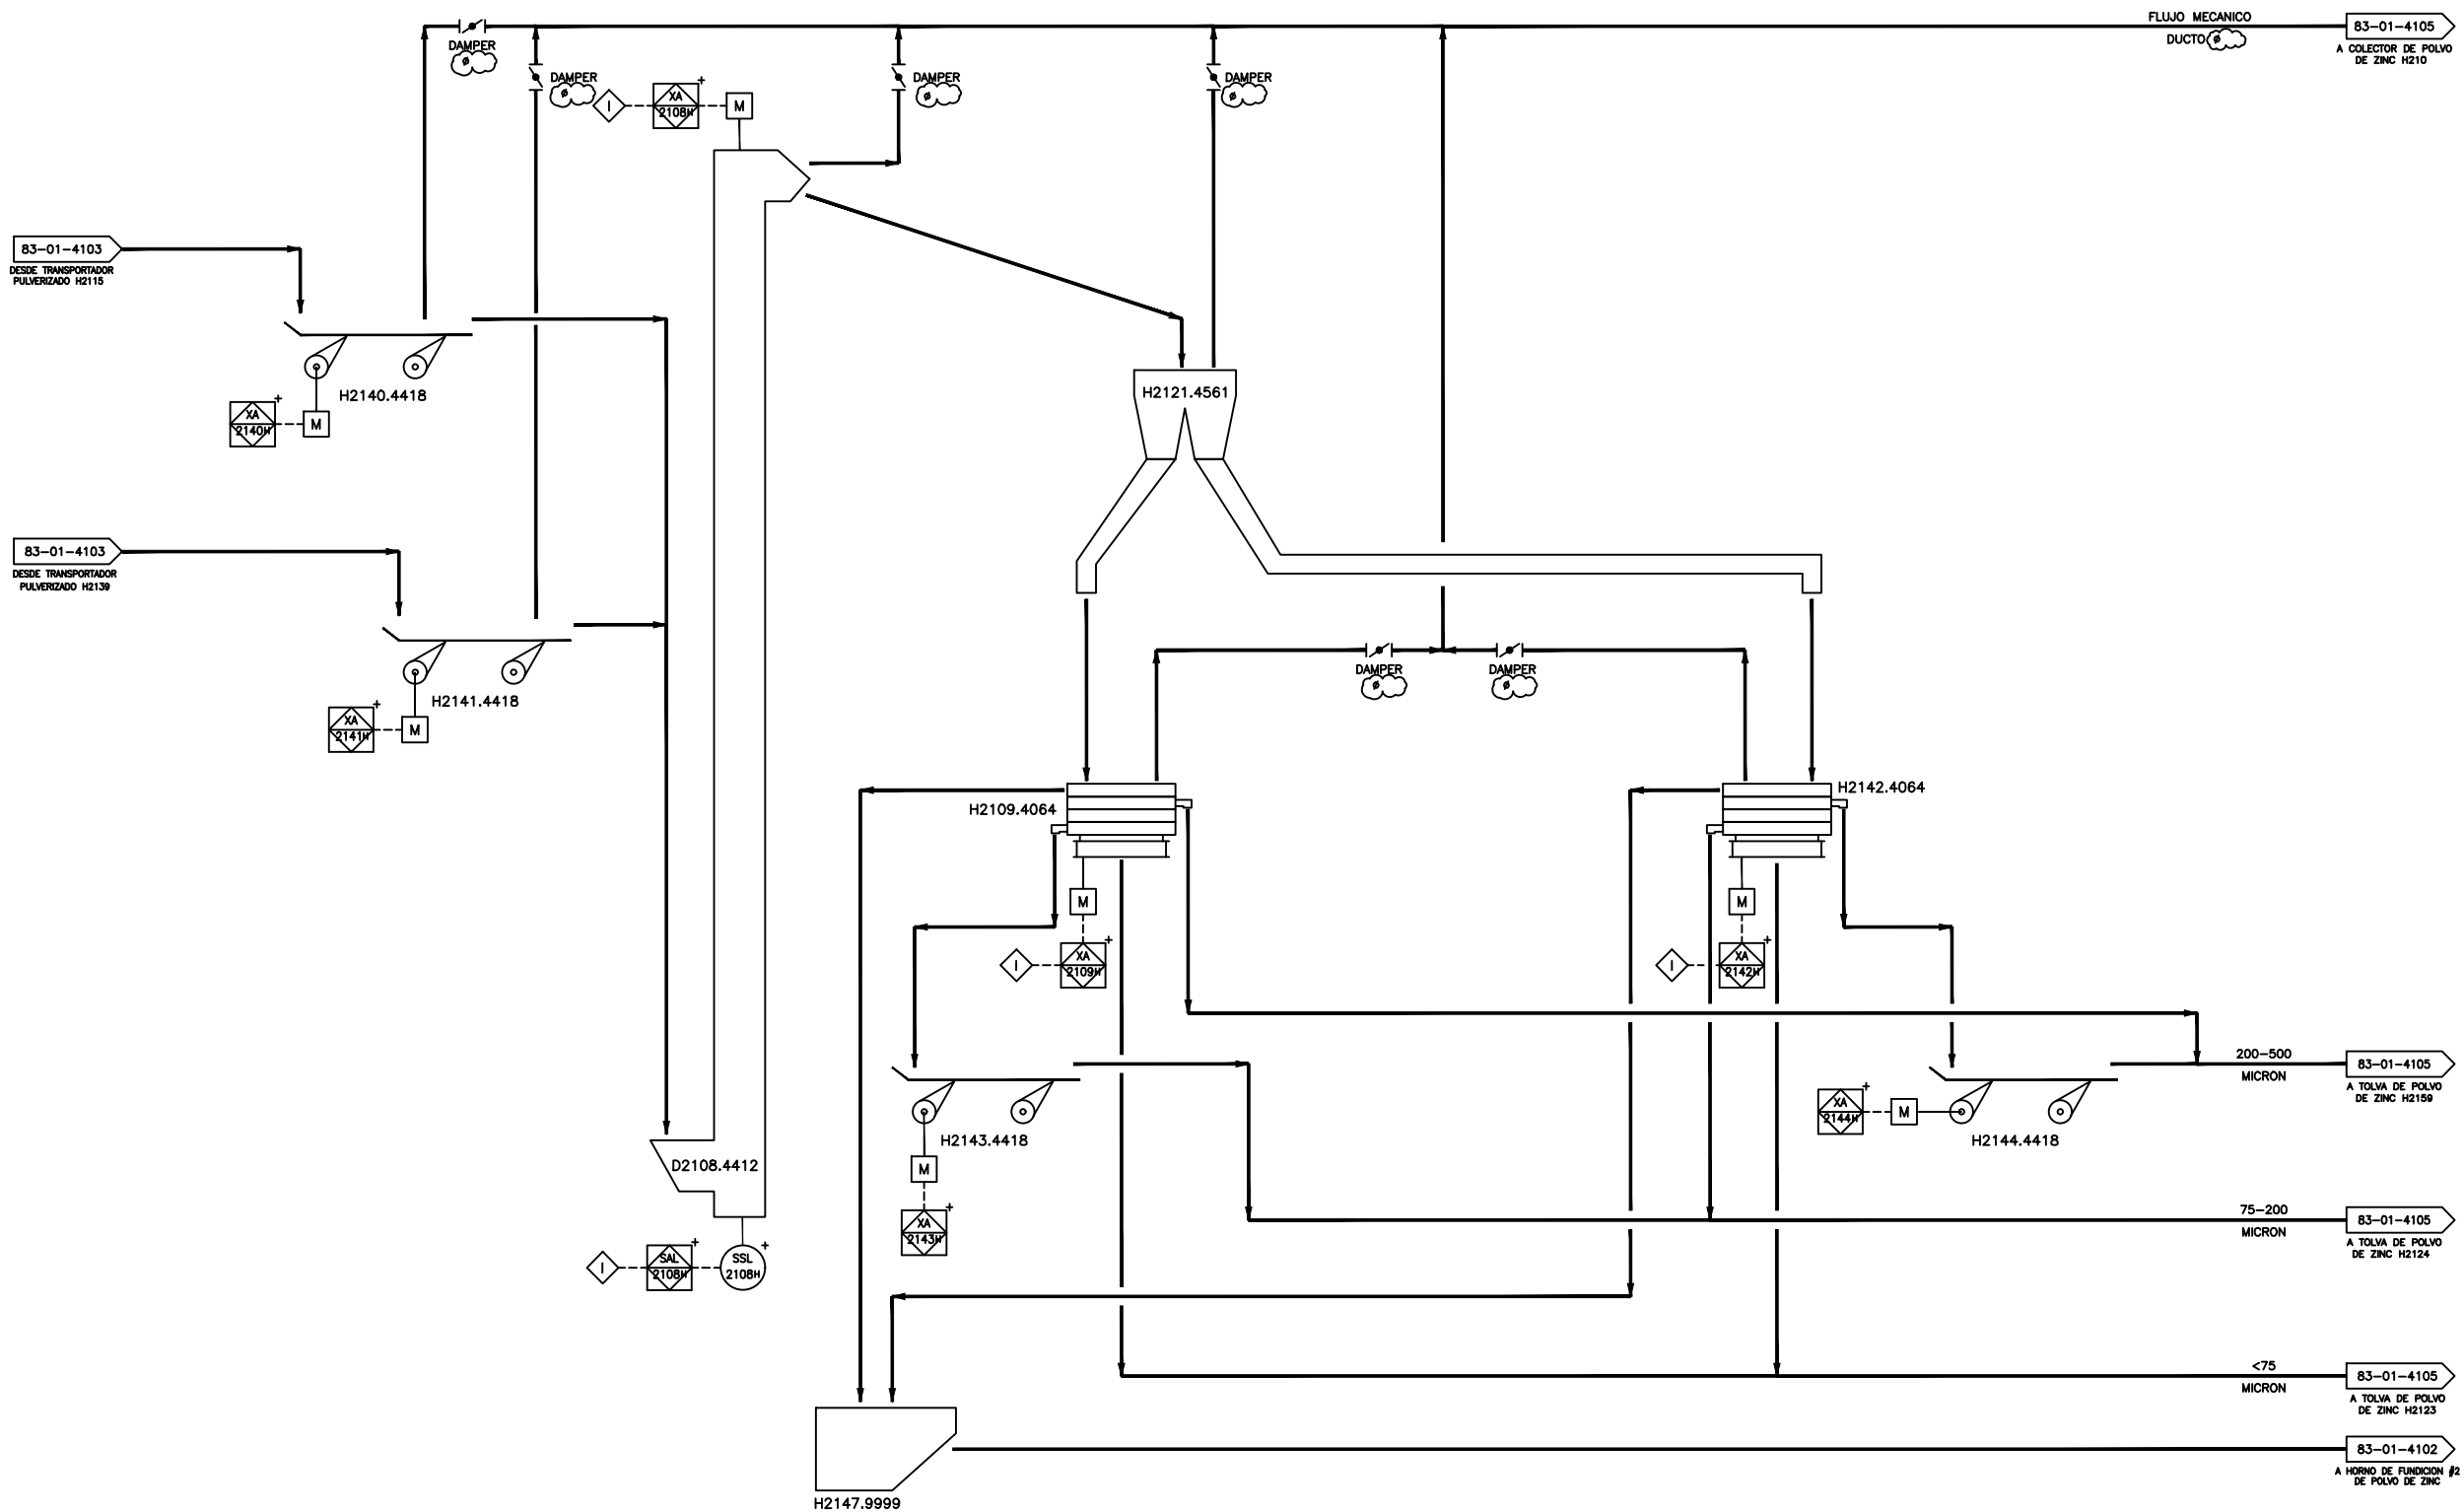 FLUJO MECANICO
83-01-4105
DUCTO Ø
A COLECTOR DE POLVO
DE ZINC H210
DAMPER
Ø
DAMPER
Ø
DAMPER
Ø
DAMPER
Ø
I
XA
2108H
+
M
83-01-4103
DESDE TRANSPORTADOR
PULVERIZADO H2115
H2140.4418
XA
2140H
+
M
H2121.4561
83-01-4103
DESDE TRANSPORTADOR
PULVERIZADO H2139
H2141.4418
XA
2141H
+
M
DAMPER
Ø
DAMPER
Ø
H2109.4064
H2142.4064
M
M
I
XA
2109H
+
I
XA
2142H
+
200-500
MICRON
83-01-4105
A TOLVA DE POLVO
DE ZINC H2159
XA
2144H
+
M
H2144.4418
H2143.4418
M
XA
2143H
+
D2108.4412
75-200
MICRON
83-01-4105
A TOLVA DE POLVO
DE ZINC H2124
I
SAL
2108H
+
SSL
2108H
+
<75
MICRON
83-01-4105
A TOLVA DE POLVO
DE ZINC H2123
83-01-4102
A HORNO DE FUNDICION #2
DE POLVO DE ZINC
H2147.9999